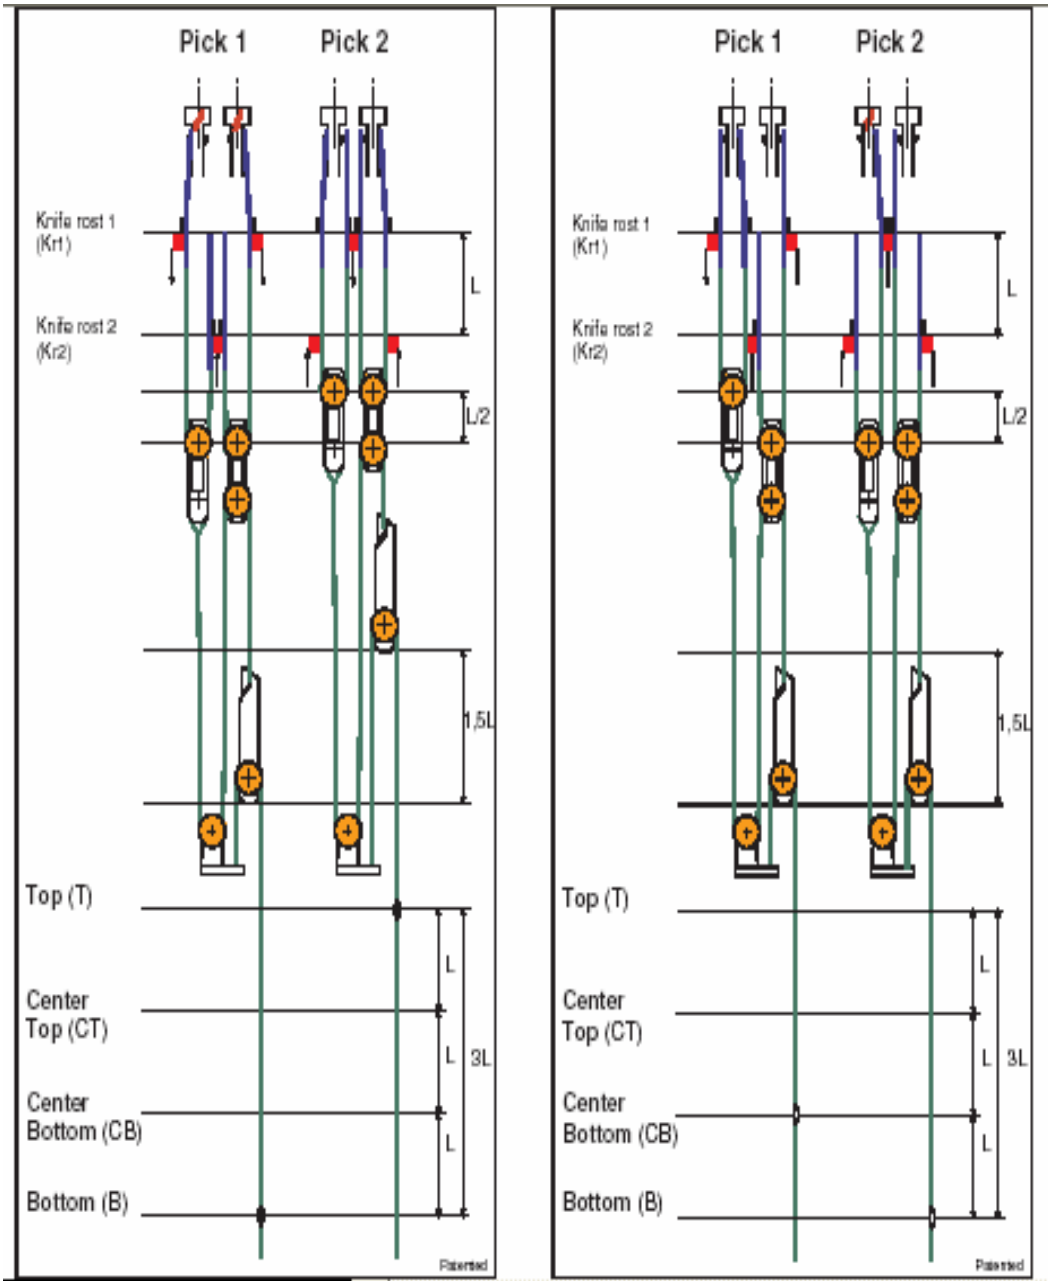 Pick 1
Pick 2
Knife rost 1
(Kr1)
L
Knife rost 2
(Kr2)
L/2
1,5L
Top (T)
L
Center
Top (CT)
L
3L
Center
Bottom (CB)
L
Bottom (B)
Patented
Pick 1
Pick 2
Knife rost 1
(Kr1)
L
Knife rost 2
(Kr2)
L/2
1,5L
Top (T)
L
Center
Top (CT)
L
3L
Center
Bottom (CB)
L
Bottom (B)
Patented